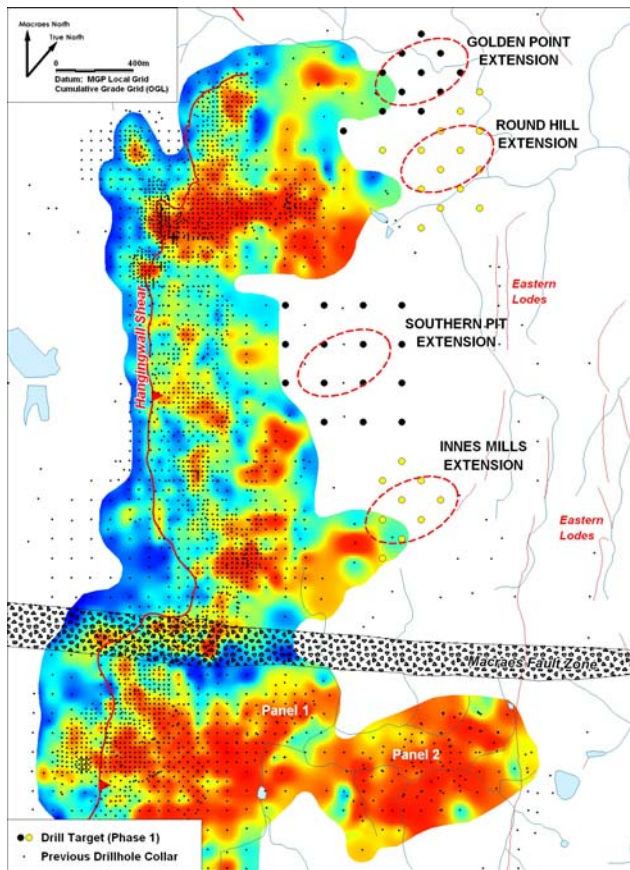 Macraes North
True North
0 400m
Datum: MGP Local Grid
Cumulative Grade Grid (OGL)
GOLDEN POINT
EXTENSION
ROUND HILL
EXTENSION
Eastern
Lodes
Hangingwall Shear
SOUTHERN PIT
EXTENSION
INNES MILLS
EXTENSION
Eastern
Lodes
Macraes Fault Zone
Panel 1
Panel 2
Drill Target (Phase 1)
Previous Drillhole Collar